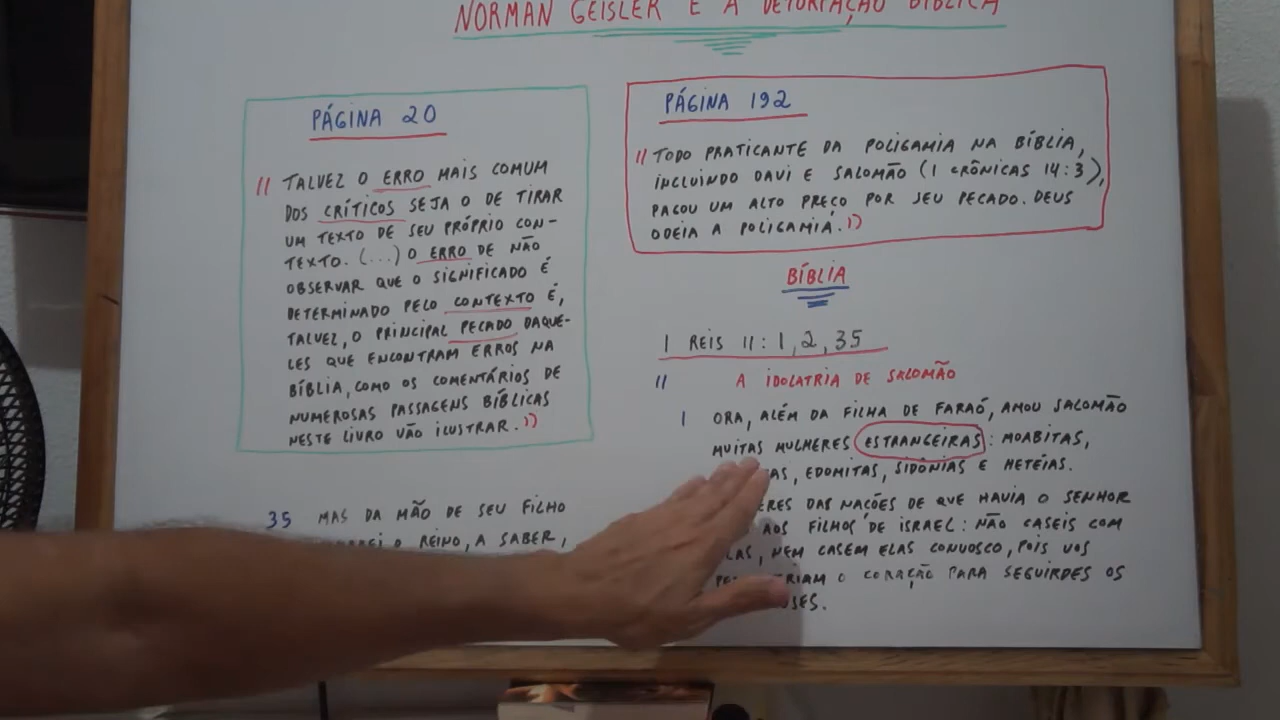 NORMAN GEISLER E A DETURPAÇÃO BÍBLICA
PÁGINA 20
" TALVEZ O ERRO MAIS COMUM
DOS CRÍTICOS SEJA O DE TIRAR
UM TEXTO DE SEU PRÓPRIO CON-
TEXTO. (...) O ERRO DE NÃO
OBSERVAR QUE O SIGNIFICADO É
DETERMINADO PELO CONTEXTO É,
TALVEZ, O PRINCIPAL PECADO DAQUE-
LES QUE ENCONTRAM ERROS NA
BÍBLIA, COMO OS COMENTÁRIOS DE
NUMEROSAS PASSAGENS BÍBLICAS
NESTE LIVRO VÃO ILUSTRAR. "
PÁGINA 192
" TODO PRATICANTE DA POLIGAMIA NA BÍBLIA,
INCLUINDO DAVI E SALOMÃO (1 CRÔNICAS 14:3),
PAGOU UM ALTO PREÇO POR SEU PECADO. DEUS
ODEIA A POLIGAMIA. "
BÍBLIA
I REIS 11: 1, 2, 35
" A IDOLATRIA DE SALOMÃO
1 ORA, ALÉM DA FILHA DE FARAÓ, AMOU SALOMÃO
MUITAS MULHERES ESTRANGEIRAS: MOABITAS,
AS, EDOMITAS, SIDÔNIAS E HETÉIAS.
ERES DAS NAÇÕES DE QUE HAVIA O SENHOR
AOS FILHOS DE ISRAEL: NÃO CASEIS COM
LAS, NEM CASEM ELAS CONVOSCO, POIS VOS
RIAM O CORAÇÃO PARA SEGUIRDES OS
SES.
35 MAS DA MÃO DE SEU FILHO
O REINO, A SABER,